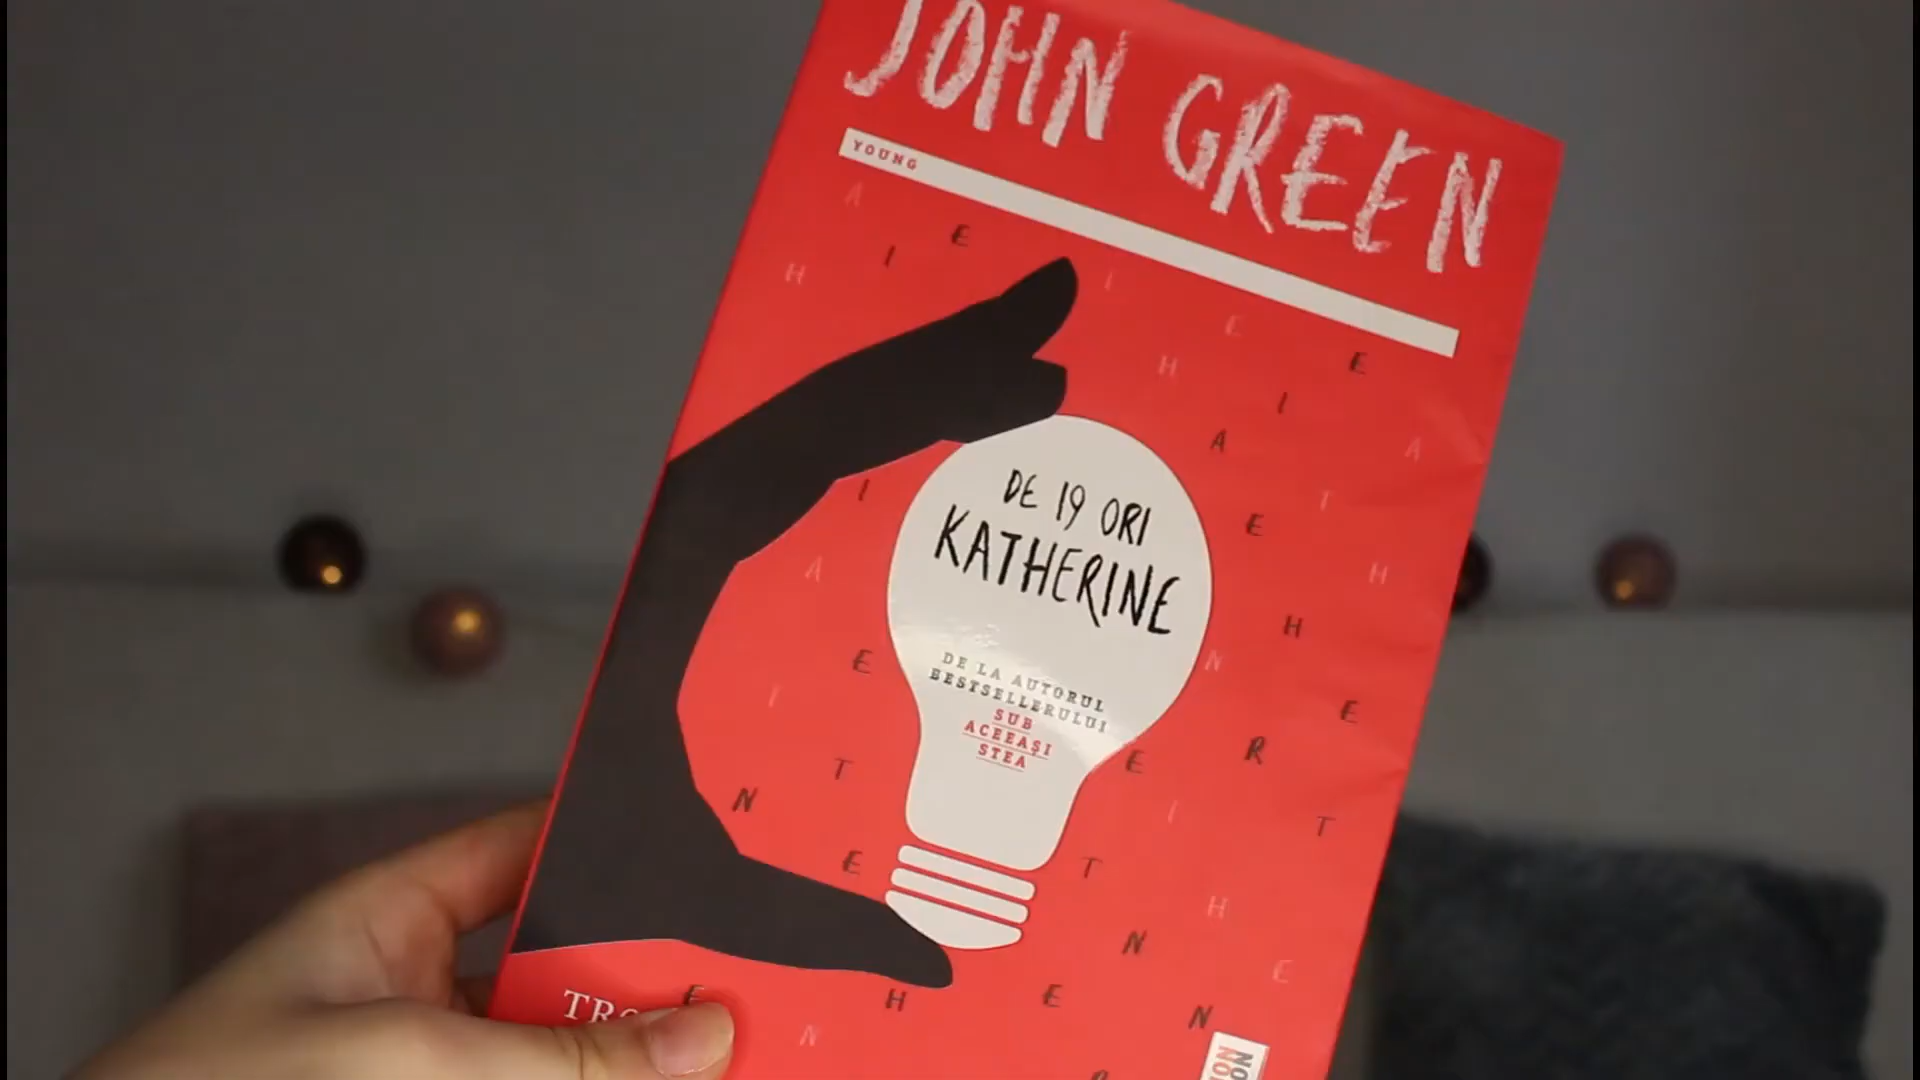 JOHN GREEN
YOUNG
DE 19 ORI
KATHERINE
DE LA AUTORUL
BESTSELLERULUI
SUB
ACEEAȘI
STEA